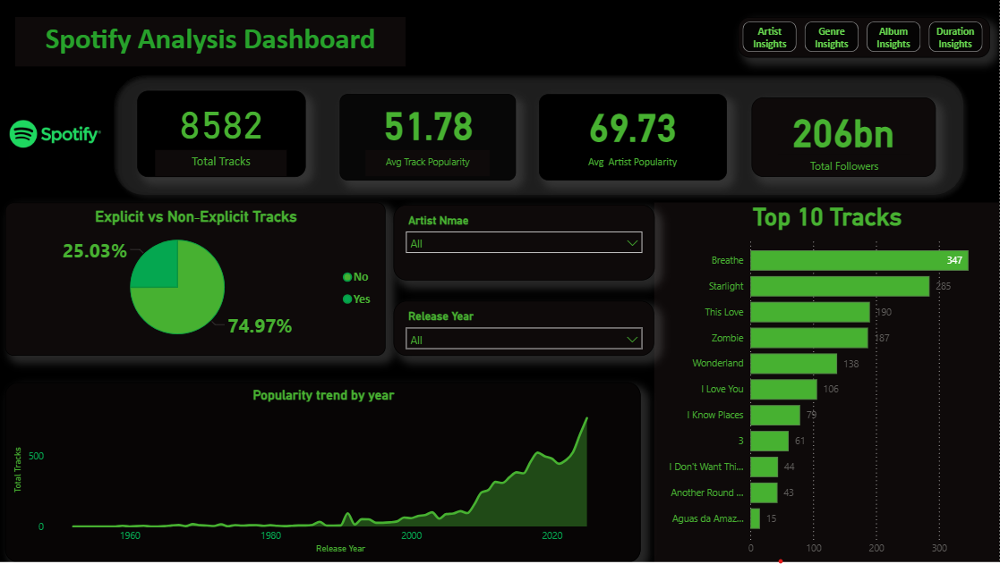 Spotify Analysis Dashboard
Artist
Insights
Genre
Insights
Album
Insights
Duration
Insights
Spotify®
8582
Total Tracks
51.78
Avg Track Popularity
69.73
Avg Artist Popularity
206bn
Total Followers
Explicit vs Non-Explicit Tracks
25.03%
74.97%
No
Yes
Artist Nmae
All
Release Year
All
Top 10 Tracks
Breathe 347
Starlight 285
This Love 190
Zombie 187
Wonderland 138
I Love You 106
I Know Places 79
3 61
I Don't Want Thi... 44
Another Round ... 43
Aguas da Amaz... 15
0 100 200 300
Popularity trend by year
Total Tracks
500
0
1960 1980 2000 2020
Release Year